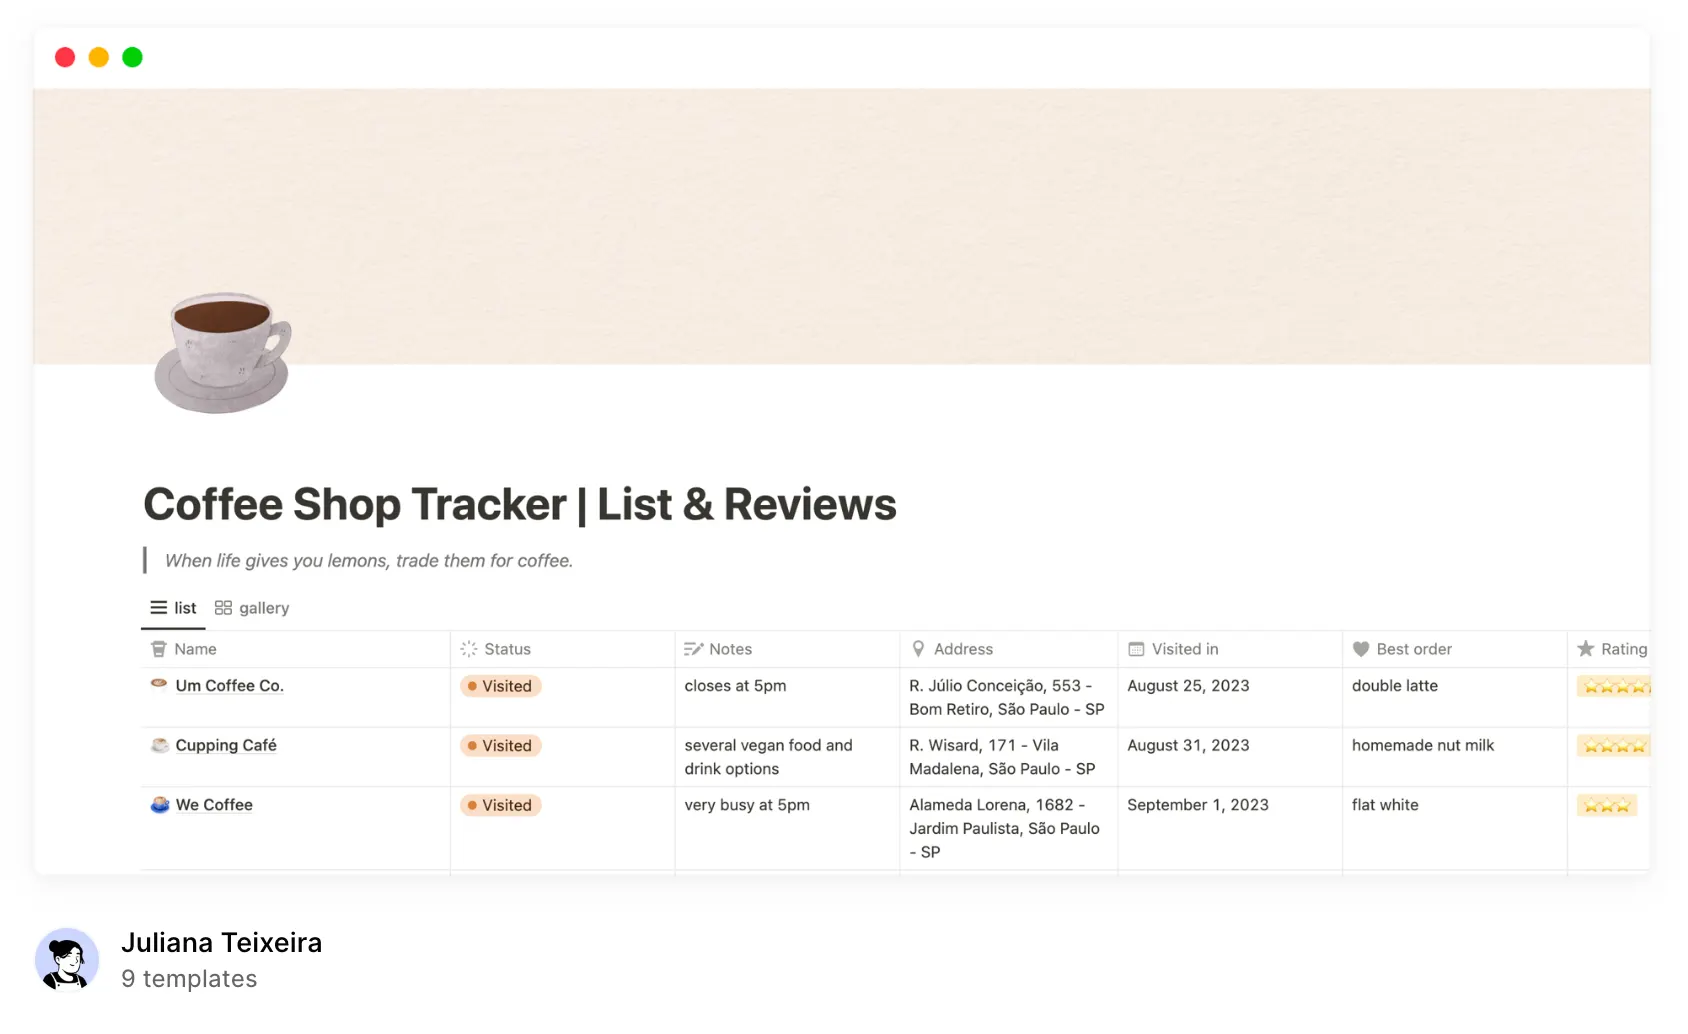 Coffee Shop Tracker | List & Reviews
When life gives you lemons, trade them for coffee.
list gallery
Name Status Notes Address Visited in Best order Rating
Um Coffee Co. Visited closes at 5pm R. Júlio Conceição, 553 - August 25, 2023 double latte
Bom Retiro, São Paulo - SP
Cupping Café Visited several vegan food and R. Wisard, 171 - Vila August 31, 2023 homemade nut milk
drink options Madalena, São Paulo - SP
We Coffee Visited very busy at 5pm Alameda Lorena, 1682 - September 1, 2023 flat white
Jardim Paulista, São Paulo
- SP
Juliana Teixeira
9 templates